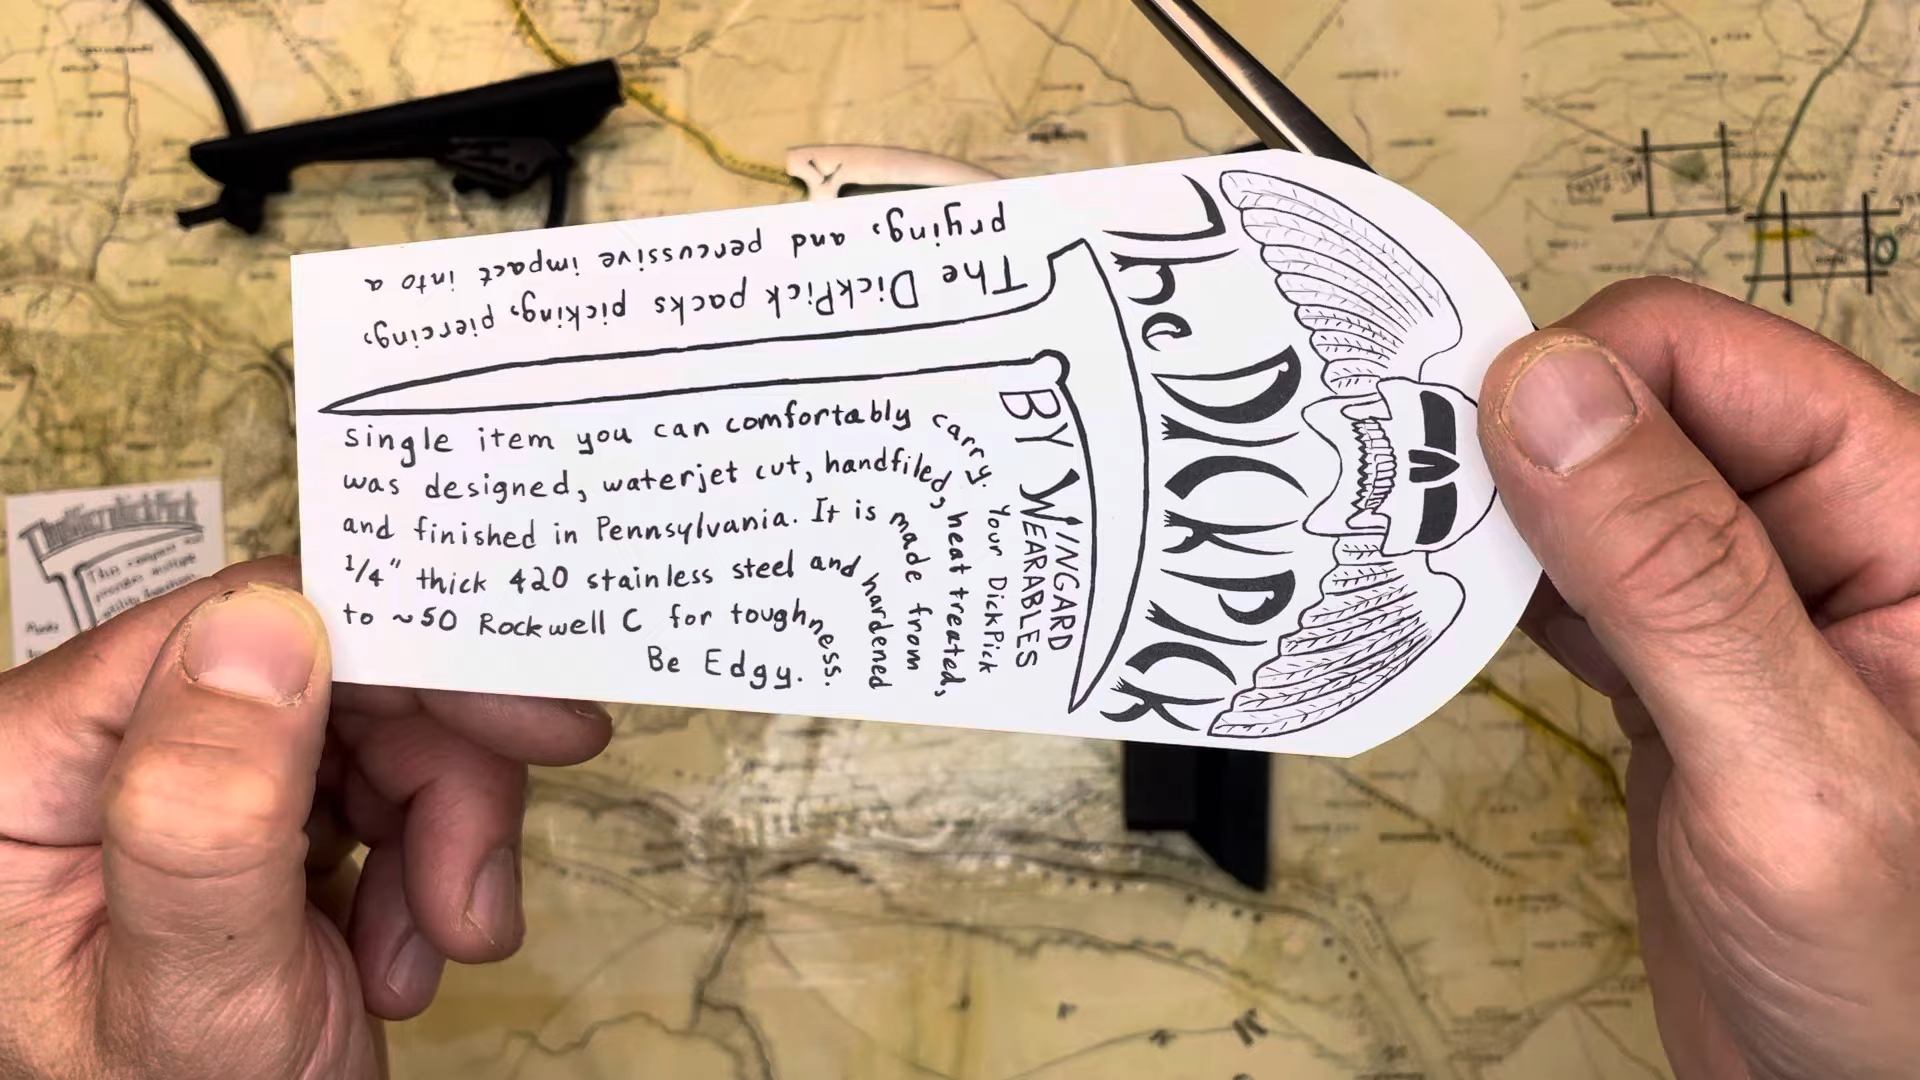 The DICKPICK
BY WINGARD
WEARABLES
The DickPick packs picking, piercing,
prying, and percussive impact into a
single item you can comfortably carry. Your DickPick
was designed, waterjet cut, handfiled, heat treated,
and finished in Pennsylvania. It is made from
1/4" thick 420 stainless steel and hardened
to ~50 Rockwell C for toughness.
Be Edgy.